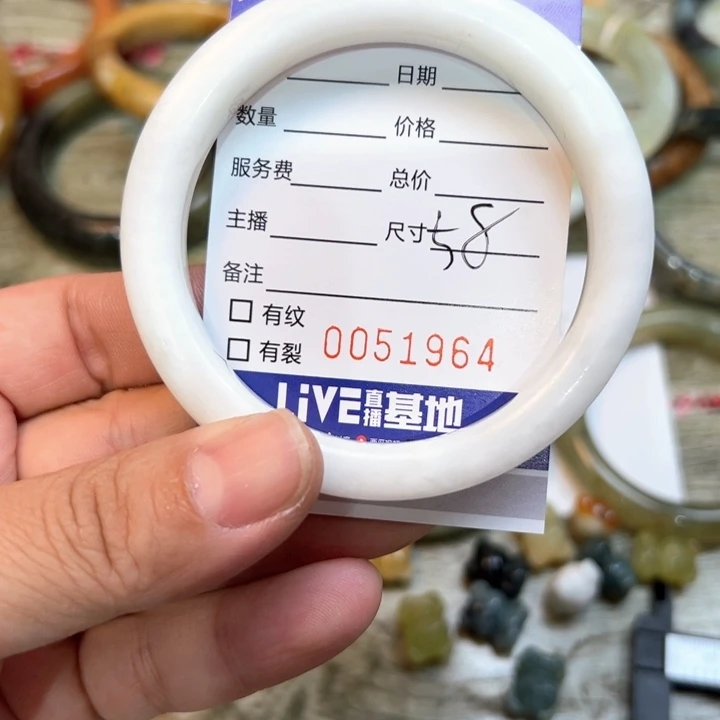 日期
数量 价格
服务费 总价
主播 尺寸 58
备注
□ 有纹
□ 有裂 0051964
LiVE直播基地